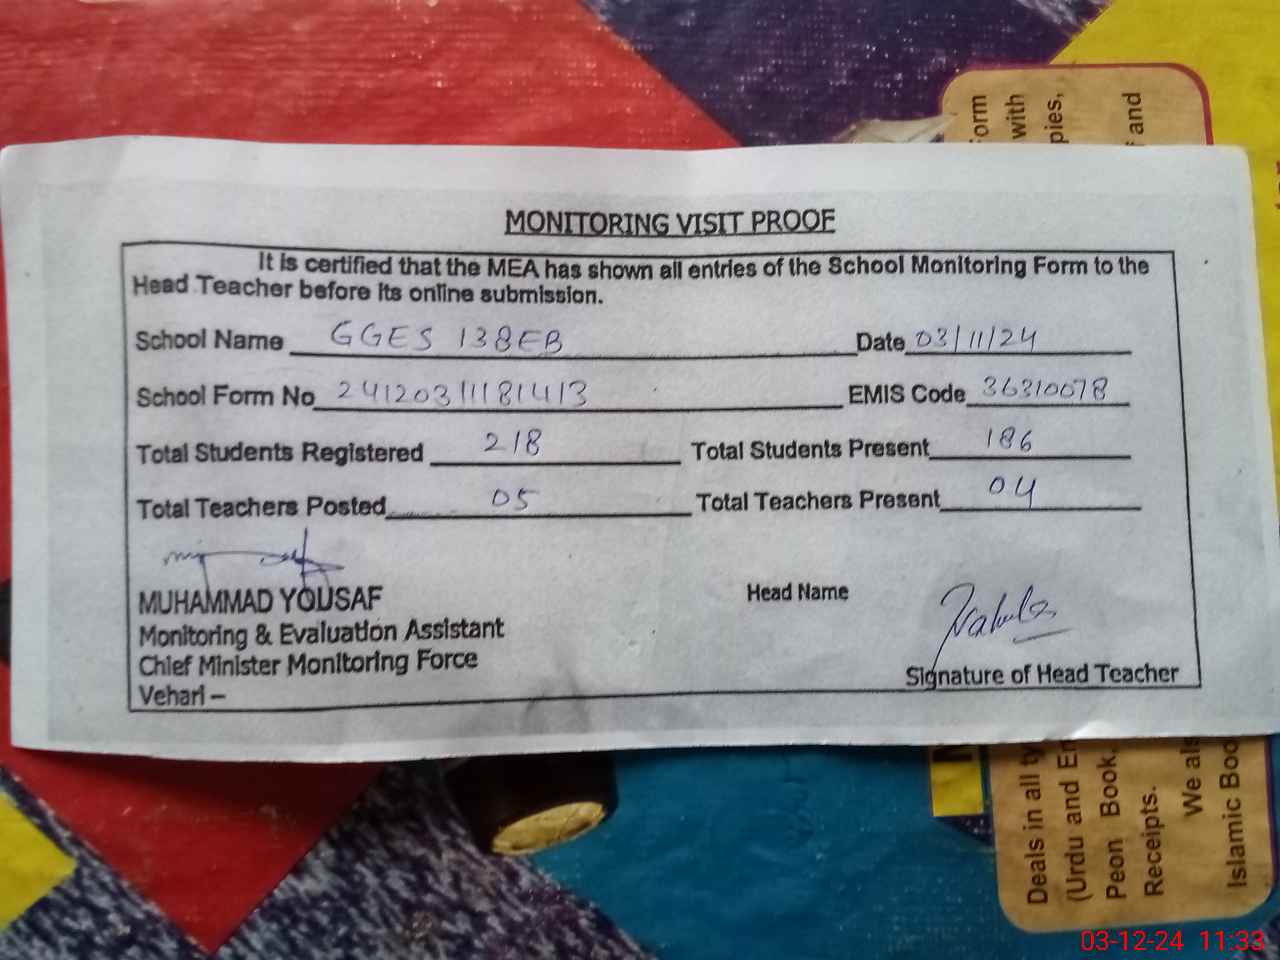 MONITORING VISIT PROOF
It is certified that the MEA has shown all entries of the School Monitoring Form to the
Head Teacher before its online submission.
School Name GGES 138EB Date 03/11/24
School Form No 24120311181413 EMIS Code 36310078
Total Students Registered 218 Total Students Present 186
Total Teachers Posted 05 Total Teachers Present 04
MUHAMMAD YOUSAF
Monitoring & Evaluation Assistant
Chief Minister Monitoring Force
Vehari –
Head Name
Signature of Head Teacher
orm
with
pies,
and
Deals in all
(Urdu and
Peon Book.
Receipts.
We
Islamic
03-12-24 11:33